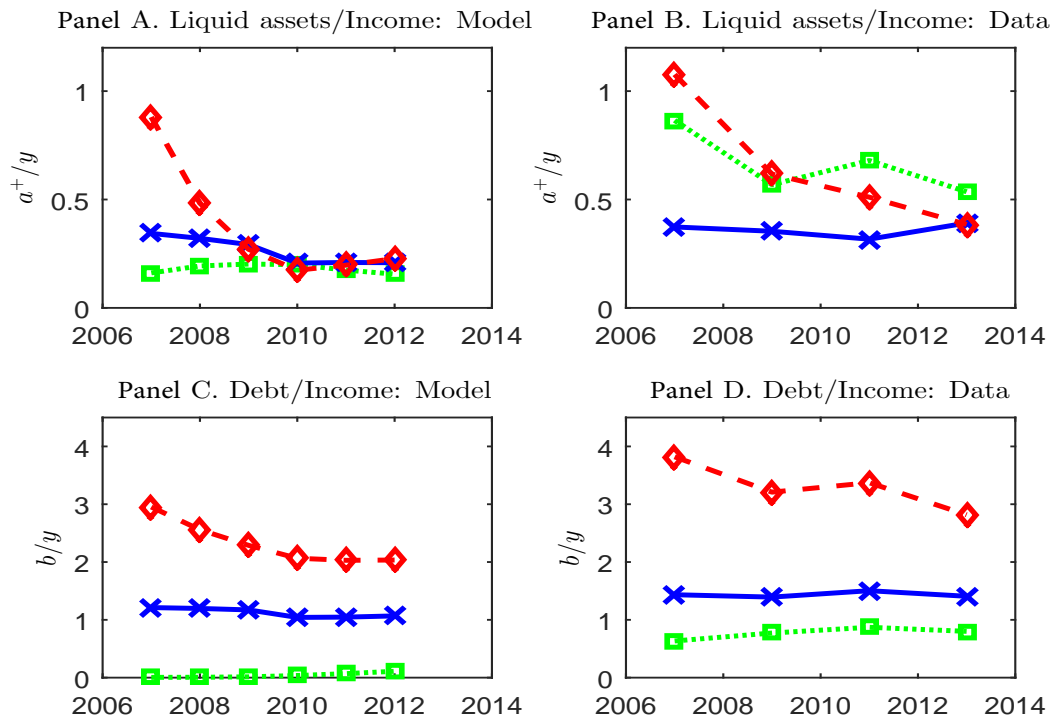 Panel A. Liquid assets/Income: Model
1
0.5
0
a⁺/y
2006 2008 2010 2012 2014
Panel B. Liquid assets/Income: Data
1
0.5
0
a⁺/y
2006 2008 2010 2012 2014
Panel C. Debt/Income: Model
4
3
2
1
0
b/y
2006 2008 2010 2012 2014
Panel D. Debt/Income: Data
4
3
2
1
0
b/y
2006 2008 2010 2012 2014